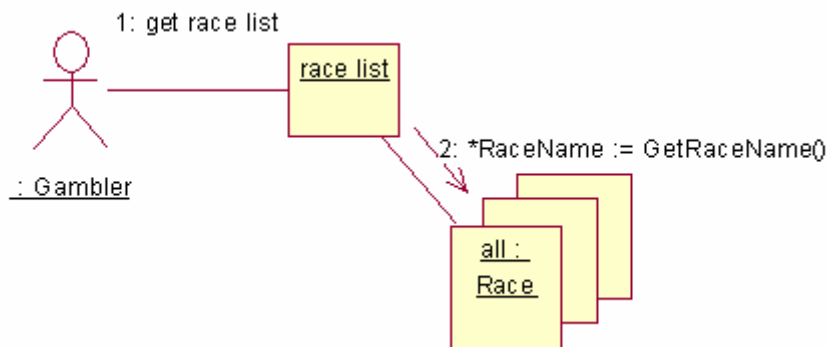 1: get race list
race list
2: *RaceName := GetRaceName()
: Gambler
all :
Race